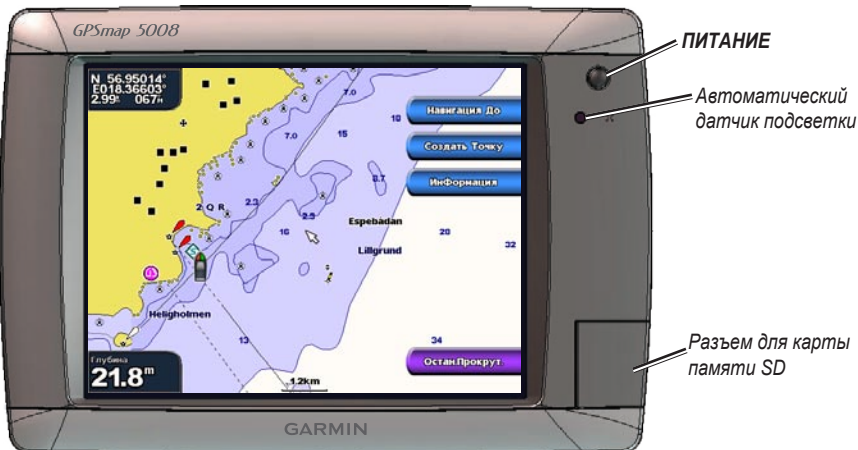 GPSmap 5008
ПИТАНИЕ
Автоматический
датчик подсветки
Разъем для карты
памяти SD
N 56.95014°
E018.36603°
2.99 067
Навигация До
Создать Точку
Информация
Остан.Прокрут.
7.0
7.0
15
10
8.7
2 Q R
2.3
2.5
16
Espebådan
Lillgrund
20
32
Heligholmen
13
34
Глубина
21.8m
1.2km
GARMIN